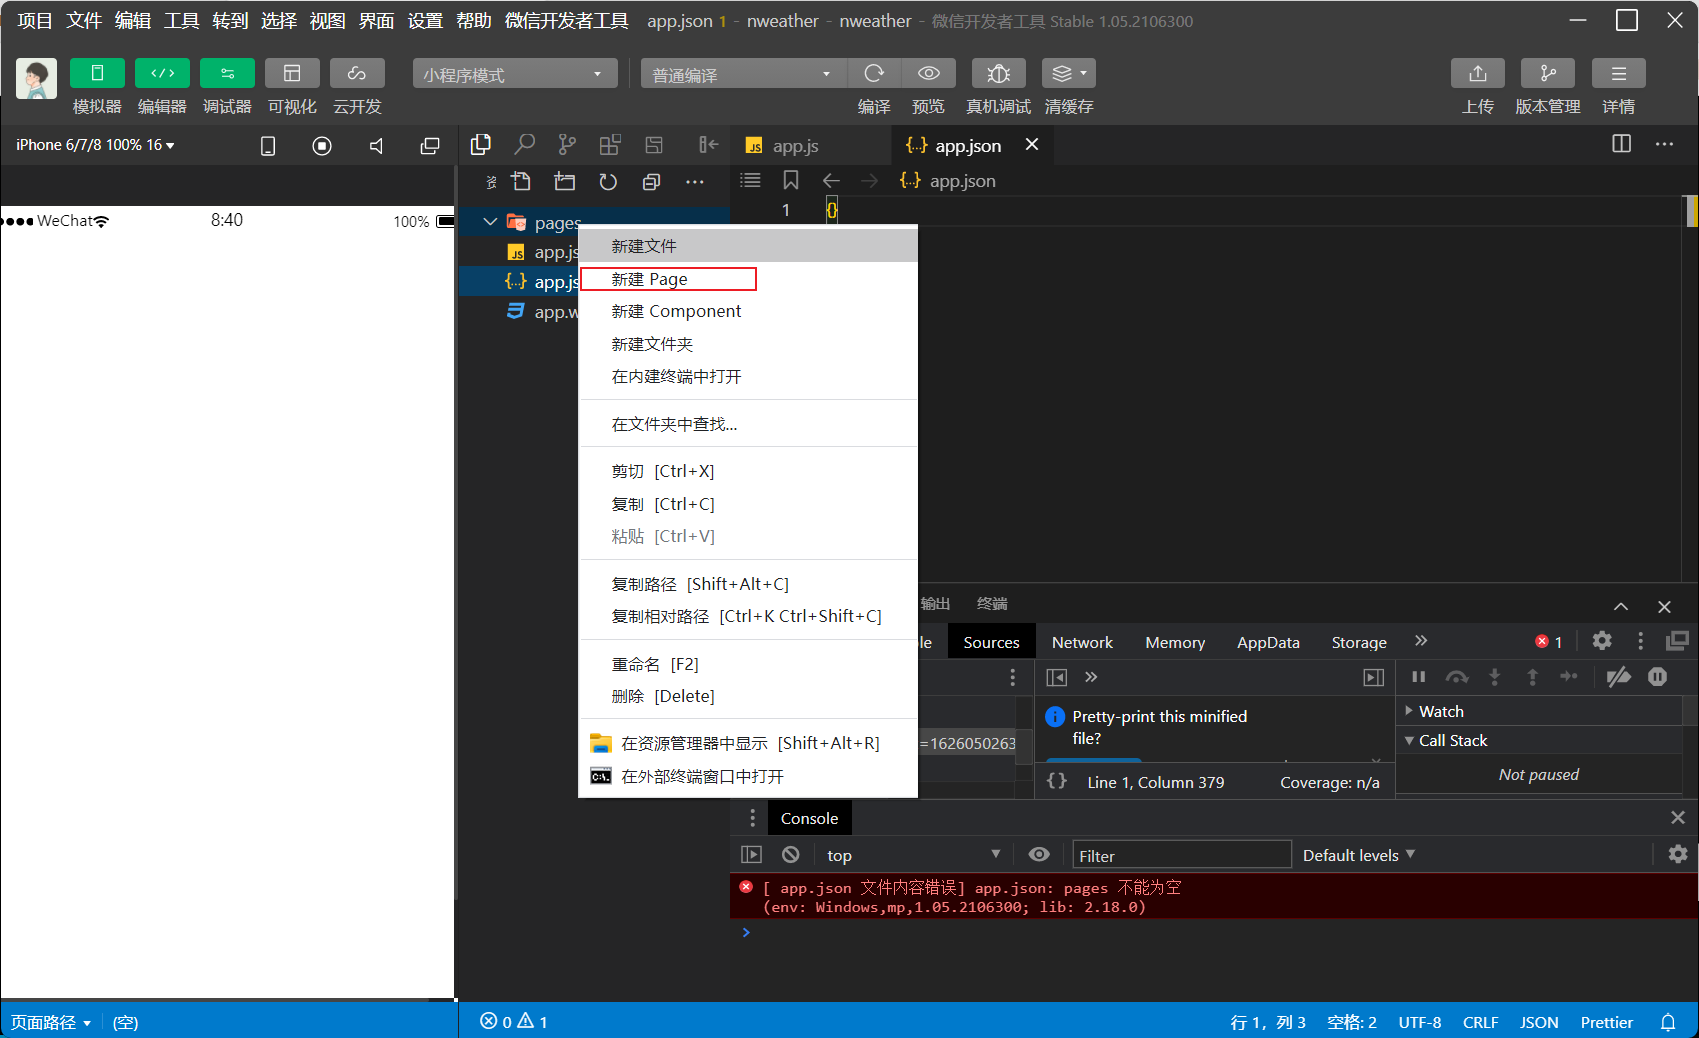 项目 文件 编辑 工具 转到 选择 视图 界面 设置 帮助 微信开发者工具 app.json 1 - nweather - nweather - 微信开发者工具 Stable 1.05.2106300
小程序模式 普通编译
模拟器 编辑器 调试器 可视化 云开发 编译 预览 真机调试 清缓存 上传 版本管理 详情
iPhone 6/7/8 100% 16
JS app.js {..} app.json
{..} app.json
WeChat 8:40 100%
1 {}
pages
JS app.js
{..} app.js
app.w
新建文件
新建 Page
新建 Component
新建文件夹
在内建终端中打开
在文件夹中查找...
剪切 [Ctrl+X]
复制 [Ctrl+C]
粘贴 [Ctrl+V]
复制路径 [Shift+Alt+C]
复制相对路径 [Ctrl+K Ctrl+Shift+C]
重命名 [F2]
删除 [Delete]
在资源管理器中显示 [Shift+Alt+R]
C:\. 在外部终端窗口中打开
输出 终端
le Sources Network Memory AppData Storage 1
Pretty-print this minified
file?
=1626050263
{} Line 1, Column 379 Coverage: n/a
Watch
Call Stack
Not paused
Console
top Filter Default levels
[ app.json 文件内容错误] app.json: pages 不能为空
(env: Windows,mp,1.05.2106300; lib: 2.18.0)
>
页面路径 (空) 0 1 行 1，列 3 空格: 2 UTF-8 CRLF JSON Prettier